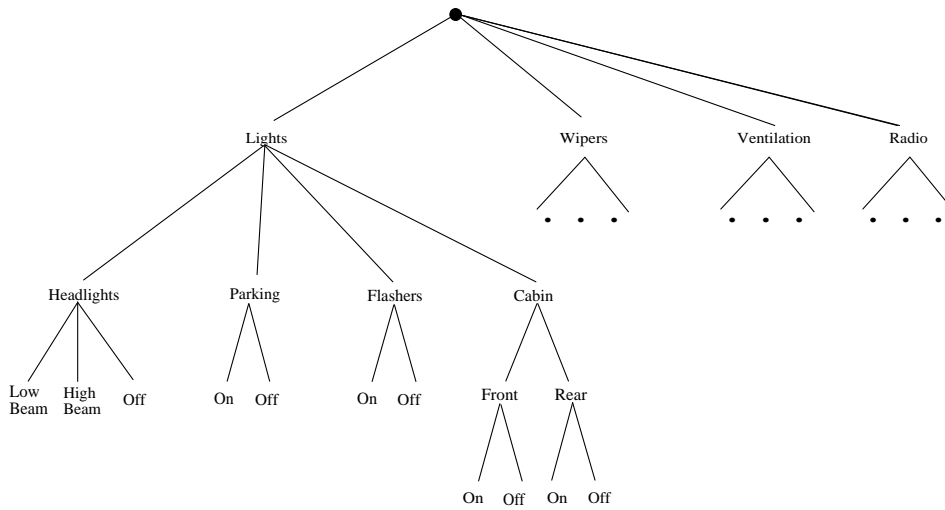 Lights
Wipers
Ventilation
Radio
Headlights
Parking
Flashers
Cabin
Low
Beam
High
Beam
Off
On
Off
On
Off
Front
Rear
On
Off
On
Off